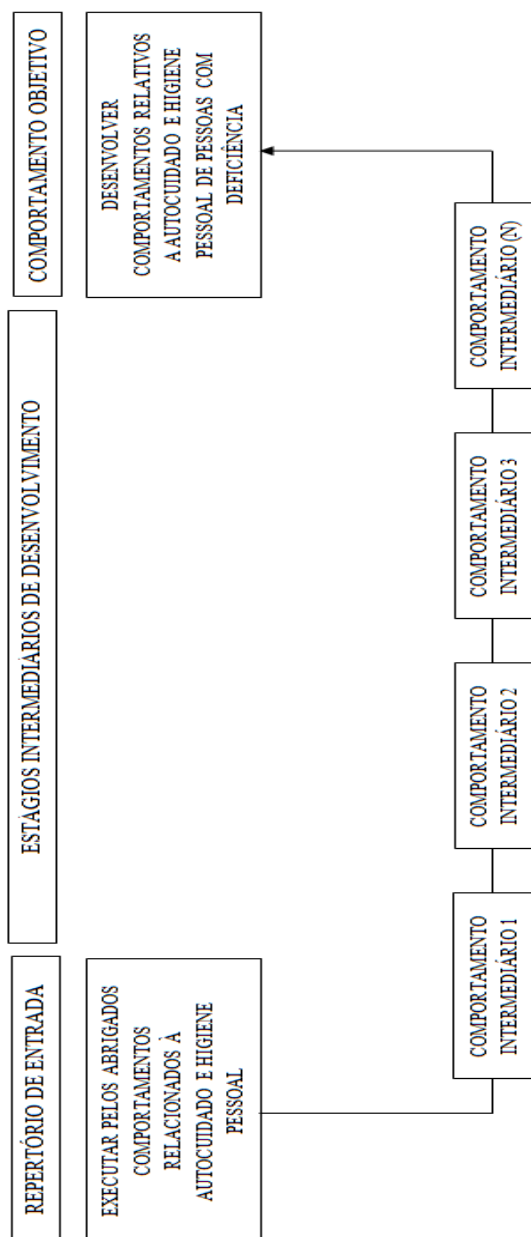 REPERTÓRIO DE ENTRADA
ESTÁGIOS INTERMEDIÁRIOS DE DESENVOLVIMENTO
COMPORTAMENTO OBJETIVO
EXECUTAR PELOS ABRIGADOS
COMPORTAMENTOS
RELACIONADOS À
AUTOCUIDADO E HIGIENE
PESSOAL
DESENVOLVER
COMPORTAMENTOS RELATIVOS
A AUTOCUIDADO E HIGIENE
PESSOAL DE PESSOAS COM
DEFICIÊNCIA
COMPORTAMENTO
INTERMEDIÁRIO 1
COMPORTAMENTO
INTERMEDIÁRIO 2
COMPORTAMENTO
INTERMEDIÁRIO 3
COMPORTAMENTO
INTERMEDIÁRIO (N)